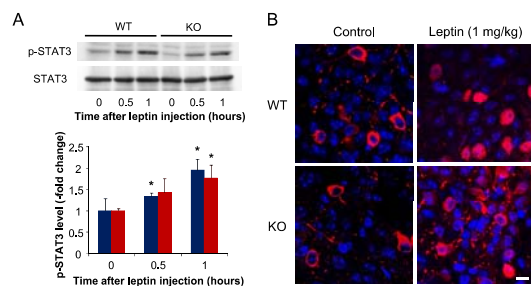 A
WT KO
p-STAT3
STAT3
0 0.5 1 0 0.5 1
Time after leptin injection (hours)
p-STAT3 level (-fold change)
2.5
2
1.5
1
0.5
0
* * *
0 0.5 1
Time after leptin injection (hours)
B
Control Leptin (1 mg/kg)
WT
KO